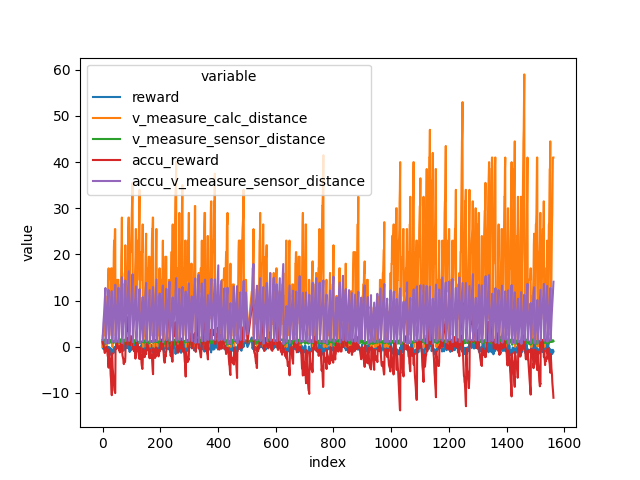 60
50
40
30
20
10
0
−10
value
variable
reward
v_measure_calc_distance
v_measure_sensor_distance
accu_reward
accu_v_measure_sensor_distance
0 200 400 600 800 1000 1200 1400 1600
index